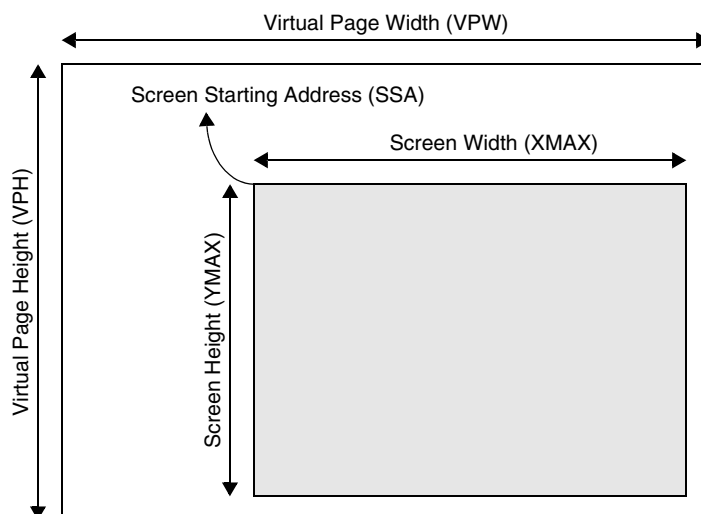 Virtual Page Width (VPW)
Screen Starting Address (SSA)
Screen Width (XMAX)
Virtual Page Height (VPH)
Screen Height (YMAX)